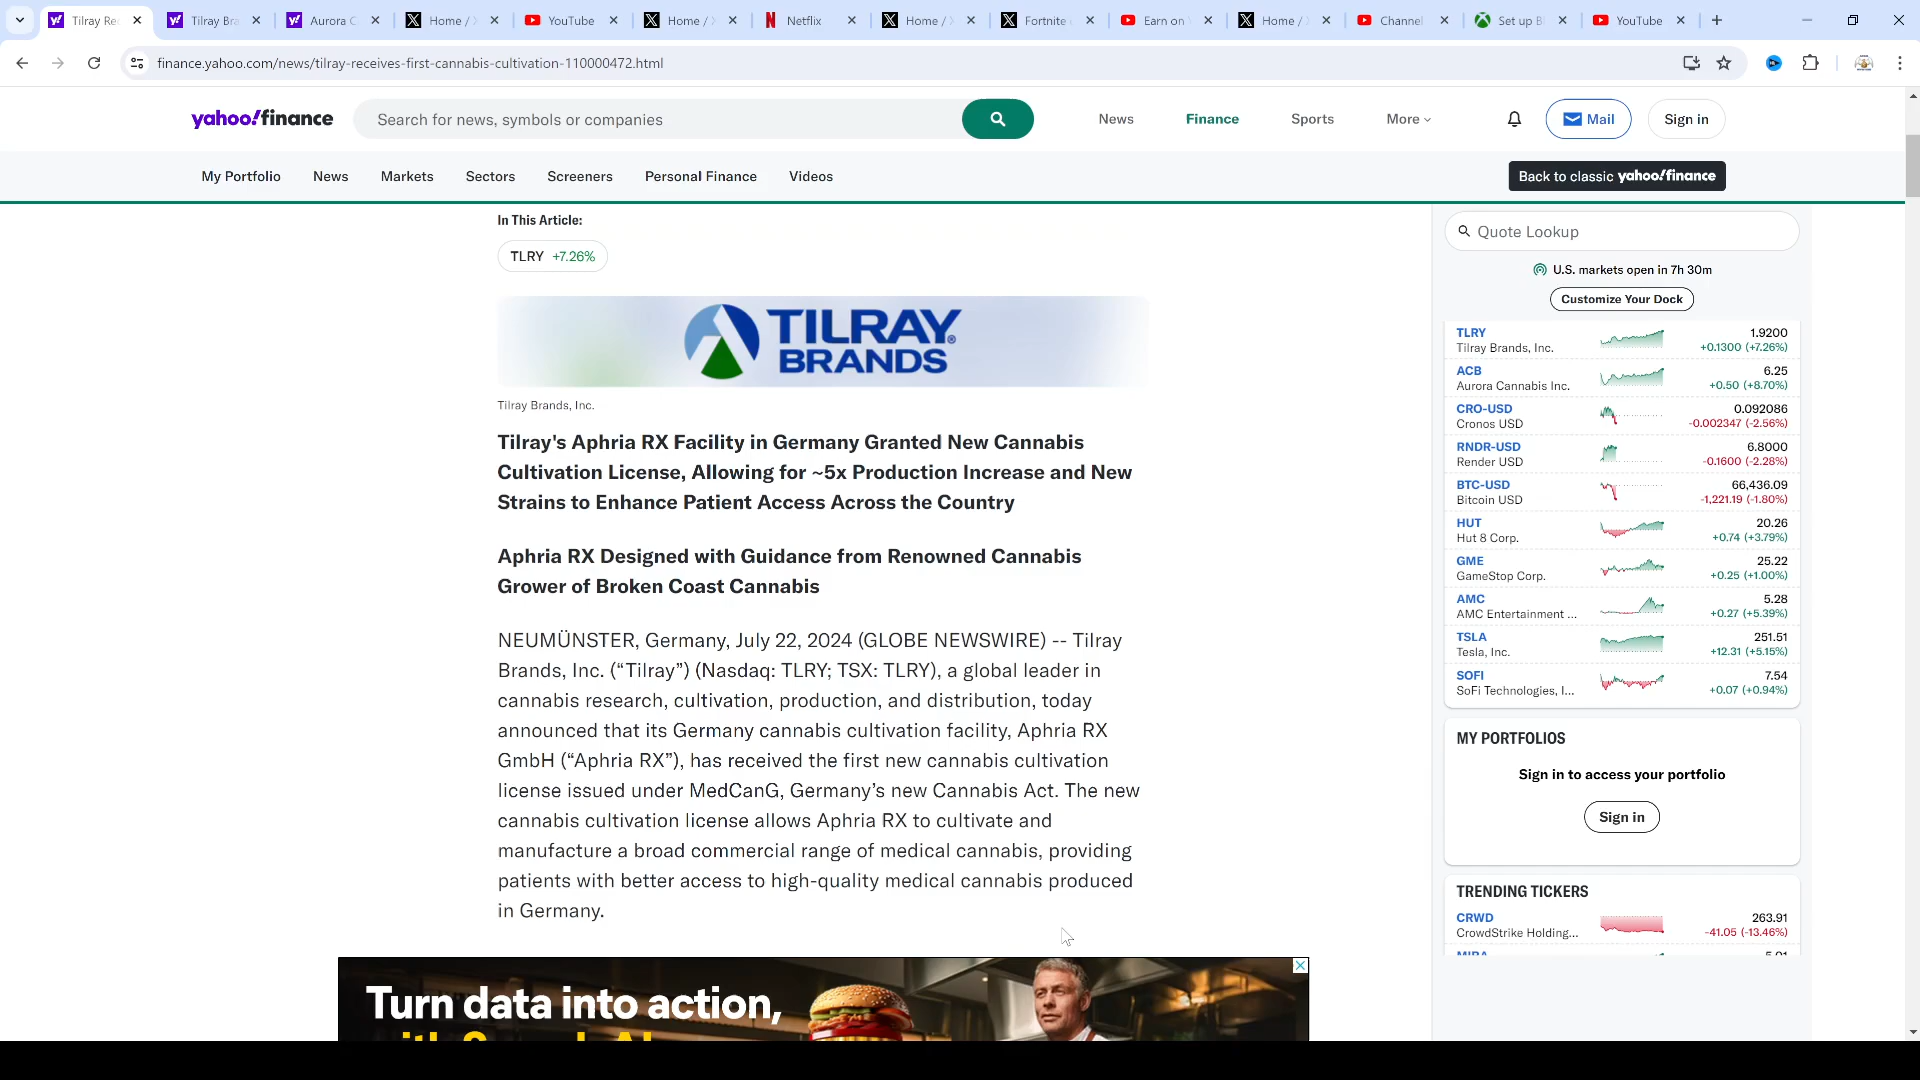 Tilray Rec
Tilray Bra
Aurora C
Home / X
YouTube
Home / X
Netflix
Home / X
Fortnite
Earn on
Home /
Channel
Set up B
YouTube
finance.yahoo.com/news/tilray-receives-first-cannabis-cultivation-110000472.html
yahoo!finance
Search for news, symbols or companies
News
Finance
Sports
More
Mail
Sign in
My Portfolio
News
Markets
Sectors
Screeners
Personal Finance
Videos
Back to classic yahoo!finance
In This Article:
TLRY +7.26%
TILRAY®
BRANDS
Tilray Brands, Inc.
Tilray's Aphria RX Facility in Germany Granted New Cannabis
Cultivation License, Allowing for ~5x Production Increase and New
Strains to Enhance Patient Access Across the Country
Aphria RX Designed with Guidance from Renowned Cannabis
Grower of Broken Coast Cannabis
NEUMÜNSTER, Germany, July 22, 2024 (GLOBE NEWSWIRE) -- Tilray
Brands, Inc. (“Tilray”) (Nasdaq: TLRY; TSX: TLRY), a global leader in
cannabis research, cultivation, production, and distribution, today
announced that its Germany cannabis cultivation facility, Aphria RX
GmbH (“Aphria RX”), has received the first new cannabis cultivation
license issued under MedCanG, Germany’s new Cannabis Act. The new
cannabis cultivation license allows Aphria RX to cultivate and
manufacture a broad commercial range of medical cannabis, providing
patients with better access to high-quality medical cannabis produced
in Germany.
Turn data into action,
Quote Lookup
U.S. markets open in 7h 30m
Customize Your Dock
TLRY 1.9200
Tilray Brands, Inc. +0.1300 (+7.26%)
ACB 6.25
Aurora Cannabis Inc. +0.50 (+8.70%)
CRO-USD 0.092086
Cronos USD -0.002347 (-2.56%)
RNDR-USD 6.8000
Render USD -0.1600 (-2.28%)
BTC-USD 66,436.09
Bitcoin USD -1,221.19 (-1.80%)
HUT 20.26
Hut 8 Corp. +0.74 (+3.79%)
GME 25.22
GameStop Corp. +0.25 (+1.00%)
AMC 5.28
AMC Entertainment ... +0.27 (+5.39%)
TSLA 251.51
Tesla, Inc. +12.31 (+5.15%)
SOFI 7.54
SoFi Technologies, I... +0.07 (+0.94%)
MY PORTFOLIOS
Sign in to access your portfolio
Sign in
TRENDING TICKERS
CRWD 263.91
CrowdStrike Holding... -41.05 (-13.46%)